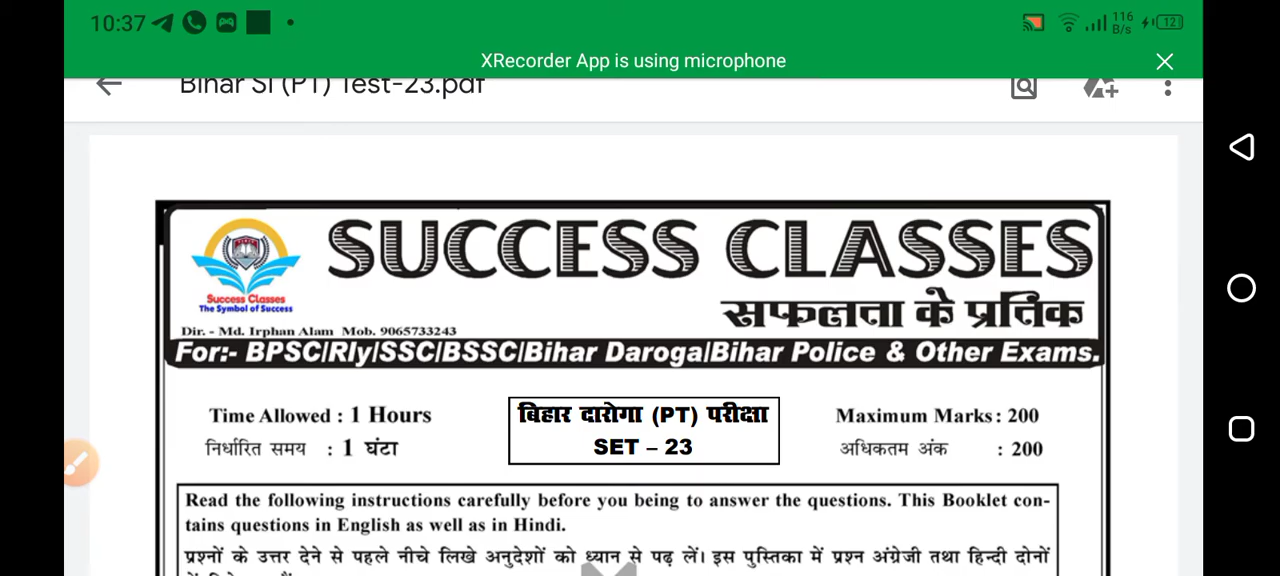 10:37 116 B/s 12
XRecorder App is using microphone
Bihar SI (PT) Test-23.pdf
SUCCESS CLASSES
सफलता के प्रतिक
Success Classes
The Symbol of Success
Dir. - Md. Irphan Alam Mob. 9065733243
For:- BPSC/Rly/SSC/BSSC/Bihar Daroga/Bihar Police & Other Exams.
Time Allowed : 1 Hours
निर्धारित समय : 1 घंटा
बिहार दारोगा (PT) परीक्षा
SET – 23
Maximum Marks : 200
अधिकतम अंक : 200
Read the following instructions carefully before you being to answer the questions. This Booklet con-
tains questions in English as well as in Hindi.
प्रश्नों के उत्तर देने से पहले नीचे लिखे अनुदेशों को ध्यान से पढ़ लें। इस पुस्तिका में प्रश्न अंग्रेजी तथा हिन्दी दोनों